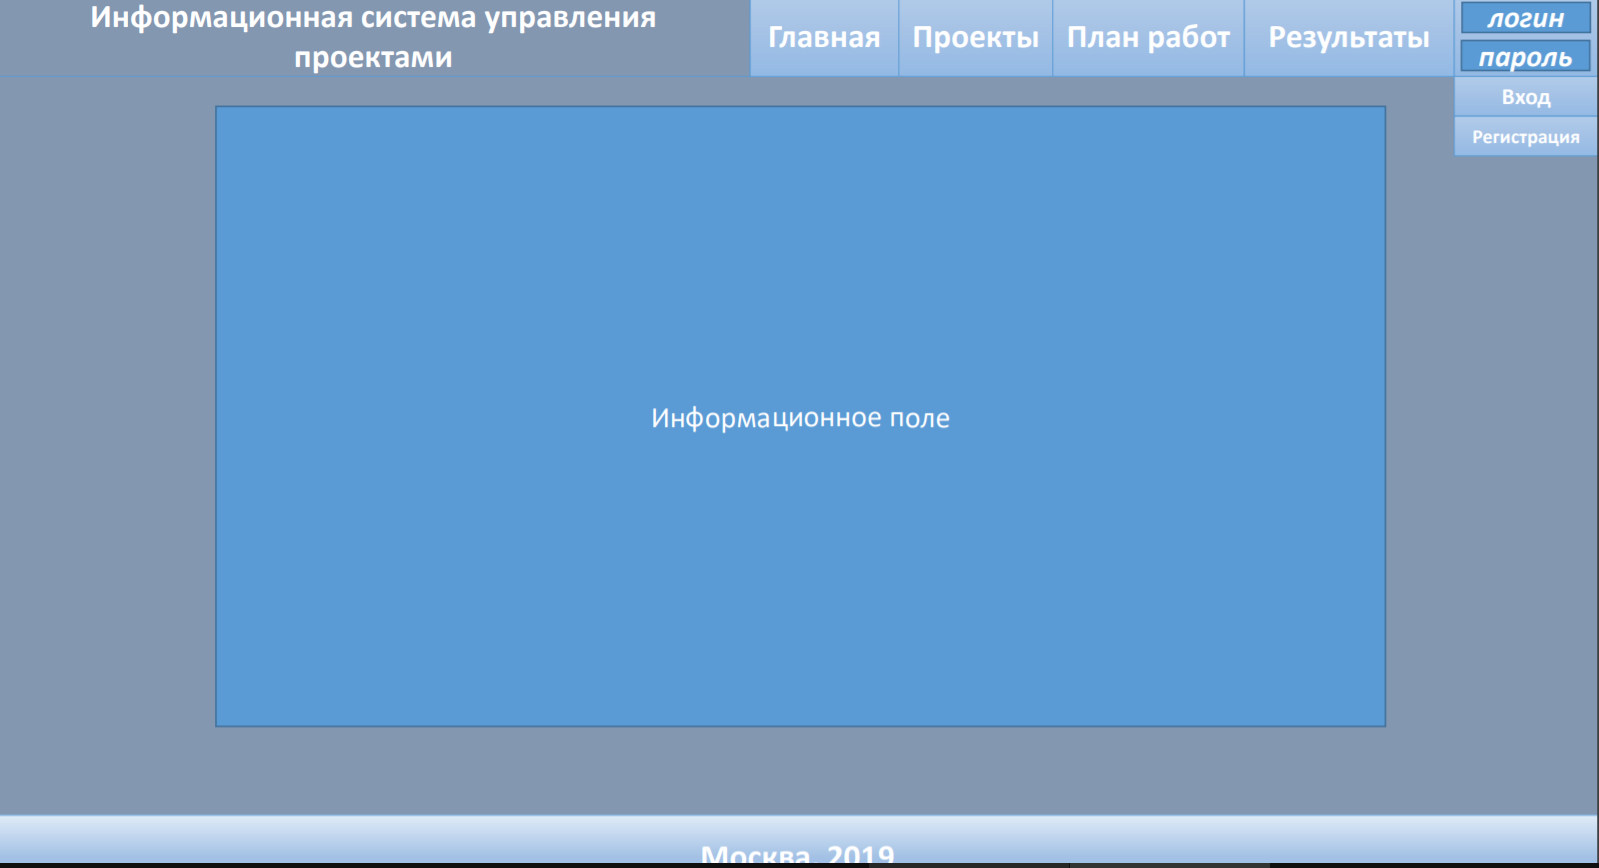 Информационная система управления
проектами
Главная
Проекты
План работ
Результаты
логин
пароль
Вход
Регистрация
Информационное поле
Москва, 2019